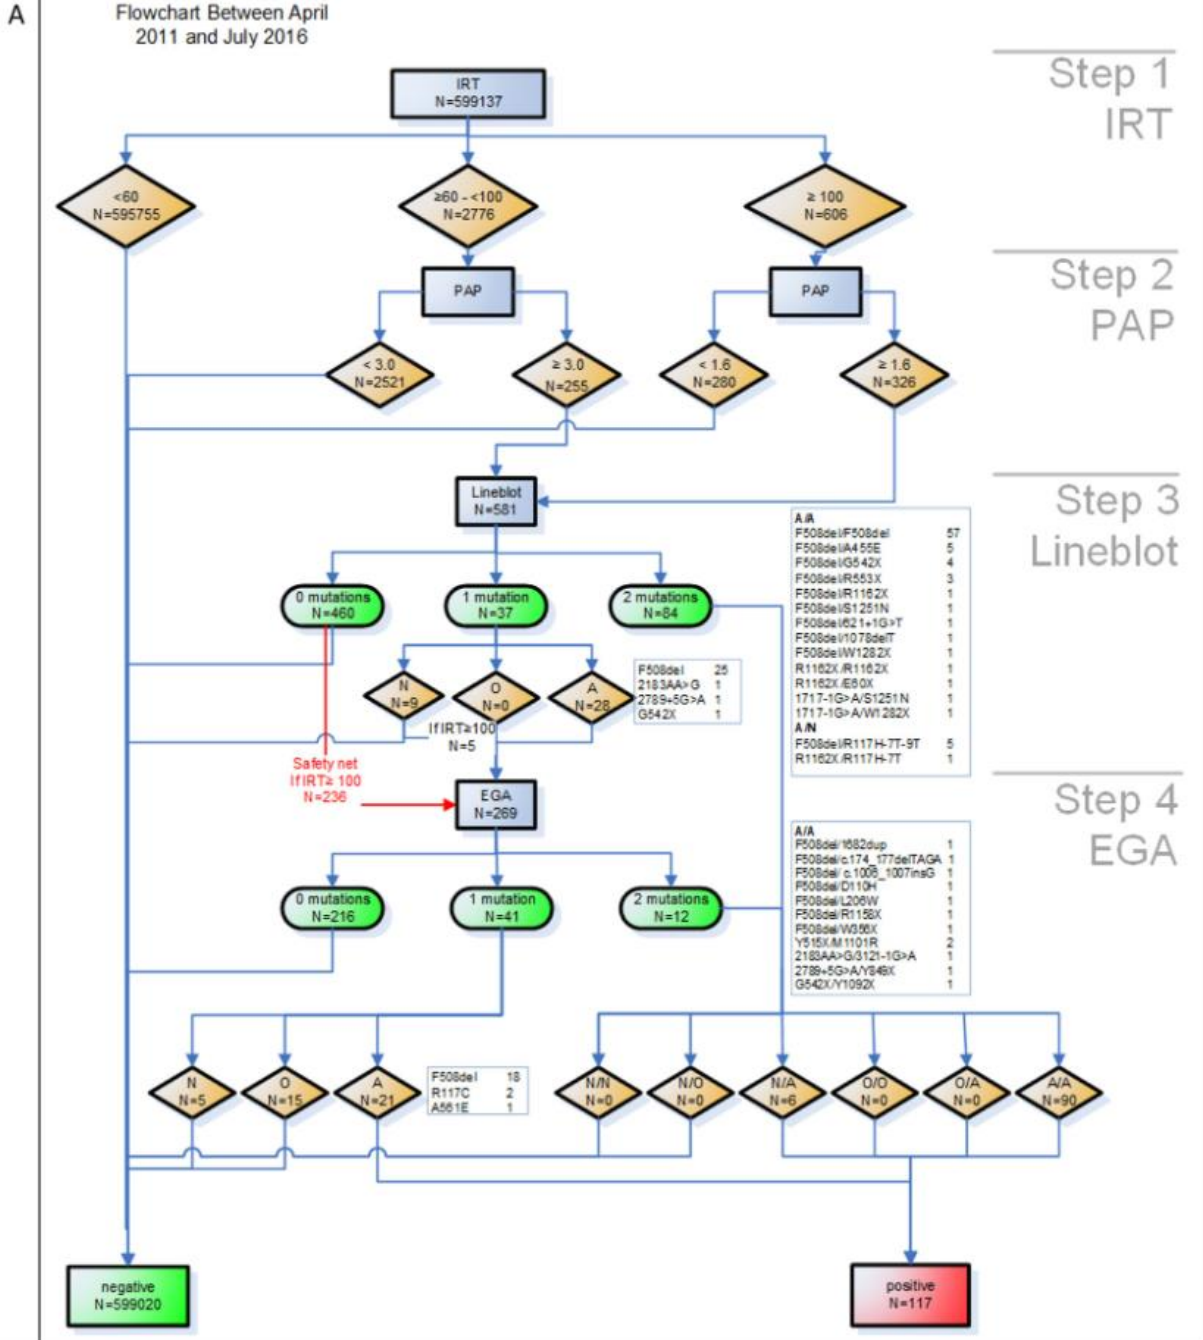 A
Flowchart Between April
2011 and July 2016
Step 1
IRT
IRT
N=599137
<60
N=595755
≥60 - <100
N=2776
≥ 100
N=606
Step 2
PAP
PAP
PAP
< 3.0
N=2521
≥ 3.0
N=255
< 1.6
N=280
≥ 1.6
N=326
Step 3
Lineblot
Lineblot
N=581
0 mutations
N=460
1 mutation
N=37
2 mutations
N=84
A/A
F508del/F508del 57
F508del/A455E 5
F508del/G542X 4
F508del/R553X 3
F508del/R1162X 1
F508del/S1251N 1
F508del/621+1G>T 1
F508del/1078delT 1
F508del/W1282X 1
R1162X/R1162X 1
R1162X/E60X 1
1717-1G>A/S1251N 1
1717-1G>A/W1282X 1
A/N
F508del/R117H-7T-9T 5
R1162X/R117H-7T 1
N
N=9
O
N=0
A
N=28
F508del 25
2183AA>G 1
2789+5G>A 1
G542X 1
If IRT≥100
N=5
Safety net
If IRT≥ 100
N=236
Step 4
EGA
EGA
N=269
0 mutations
N=216
1 mutation
N=41
2 mutations
N=12
A/A
F508del/1682dup 1
F508del/c.174_177delTAGA 1
F508del/ c.1006_1007insG 1
F508del/D110H 1
F508del/L206W 1
F508del/R1158X 1
F508del/W356X 1
Y515X/M1101R 2
2183AA>G/3121-1G>A 1
2789+5G>A/Y849X 1
G542X/Y1092X 1
N
N=5
O
N=15
A
N=21
F508del 18
R117C 2
A561E 1
N/N
N=0
N/O
N=0
N/A
N=6
O/O
N=0
O/A
N=0
A/A
N=90
negative
N=599020
positive
N=117